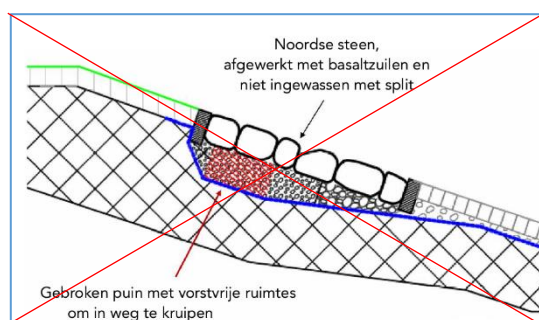 Noordse steen,
afgewerkt met basaltzuilen en
niet ingewassen met split
Gebroken puin met vorstvrije ruimtes
om in weg te kruipen